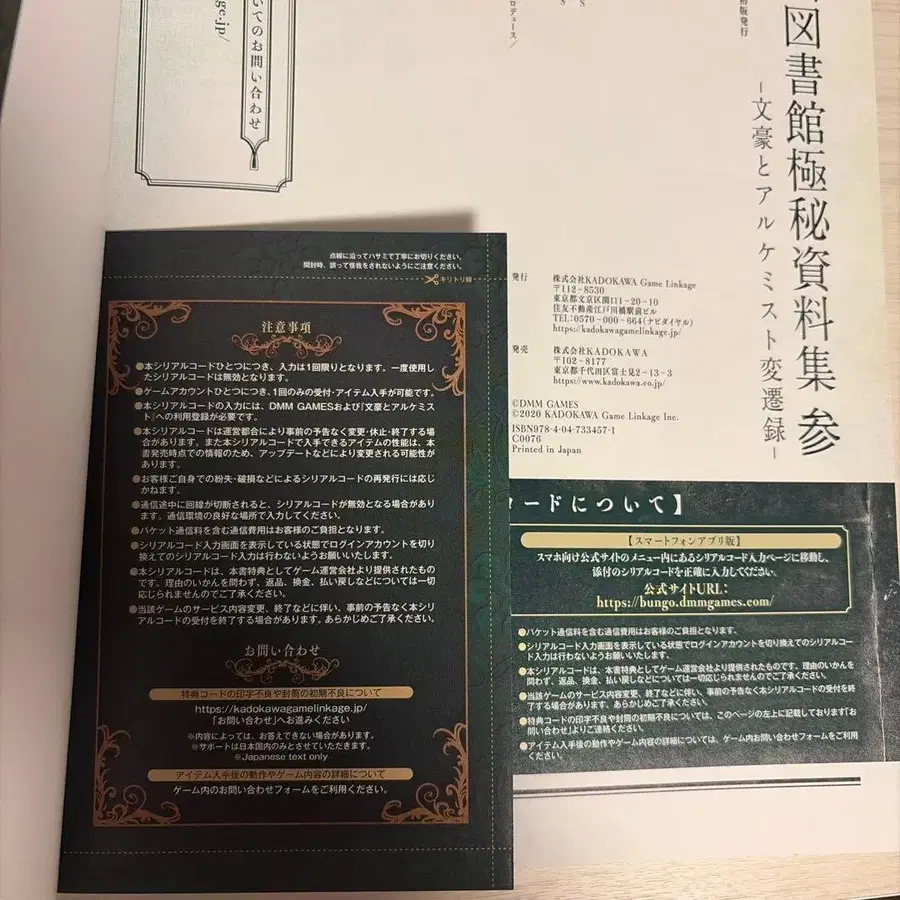 図書館極秘資料集 参
-文豪とアルケミスト変遷録-
初版発行
ロデュース/
S
S
いてのお問い合わせ
ge.jp/
発行
株式会社KADOKAWA Game Linkage
〒112-8530
東京都文京区関口1-20-10
住友不動産江戸川橋駅前ビル
TEL:0570-000-664(ナビダイヤル)
https://kadokawagamelinkage.jp/
発売
株式会社KADOKAWA
〒102-8177
東京都千代田区富士見2-13-3
https://www.kadokawa.co.jp/
©DMM GAMES
©2020 KADOKAWA Game Linkage Inc.
ISBN978-4-04-733457-1
C0076
Printed in Japan
点線に沿ってハサミで丁寧にお切りください。
開封時、誤って怪我をされないようにご注意ください。
キリトリ線
注意事項
●本シリアルコードひとつにつき、入力は1回限りとなります。一度使用し
たシリアルコードは無効となります。
●ゲームアカウントひとつにつき、1回のみの受付・アイテム入手が可能です。
●本シリアルコードの入力には、DMM GAMESおよび「文豪とアルケミス
ト」への利用登録が必要です。
●本シリアルコードは運営都合により事前の予告なく変更・休止・終了する場
合があります。また本シリアルコードで入手できるアイテムの性能は、本
書発売時点での情報のため、アップデートなどにより変更される可能性が
あります。
●お客様ご自身での紛失・破損などによるシリアルコードの再発行には応じ
かねます。
●通信途中に回線が切断されると、シリアルコードが無効となる場合があり
ます。通信環境の良好な場所で入力してください。
●パケット通信料を含む通信費用はお客様のご負担となります。
●シリアルコード入力画面を表示している状態でログインアカウントを切り
換えてのシリアルコード入力は行わないようお願いいたします。
●本シリアルコードは、本書特典としてゲーム運営会社より提供されたもの
です。理由のいかんを問わず、返品、換金、払い戻しなどについては一切
応じられませんのでご了承ください。
●当該ゲームのサービス内容変更、終了などに伴い、事前の予告なく本シリ
アルコードの受付を終了する場合があります。あらかじめご了承ください。
お問い合わせ
特典コードの印字不良や封筒の初期不良について
https://kadokawagamelinkage.jp/
「お問い合わせ」へお進みください
※内容によっては、お答えできない場合があります。
※サポートは日本国内のみとさせていただきます。
※Japanese text only
アイテム入手後の動作やゲーム内容の詳細について
ゲーム内のお問い合わせフォームをご利用ください。
ードについて】
【スマートフォンアプリ版】
スマホ向け公式サイトのメニュー内にあるシリアルコード入力ページに移動し、
添付のシリアルコードを正確に入力してください。
公式サイトURL:
https://bungo.dmmgames.com/
●パケット通信料を含む通信費用はお客様のご負担となります。
●シリアルコード入力画面を表示している状態でログインアカウントを切り換えてのシリアルコー
ド入力は行わないようお願いいたします。
●本シリアルコードは、本書特典としてゲーム運営会社より提供されたものです。理由のいかんを
問わず、返品、換金、払い戻しなどについては一切応じられませんのでご了承ください。
●当該ゲームのサービス内容変更、終了などに伴い、事前の予告なく本シリアルコードの受付を終
了する場合があります。あらかじめご了承ください。
●特典コードの印字不良や封筒の初期不良については、このページの左上に記載しております「お
問い合わせ」よりご連絡ください。
●アイテム入手後の動作やゲーム内容の詳細については、ゲーム内お問い合わせフォームをご利用
ください。